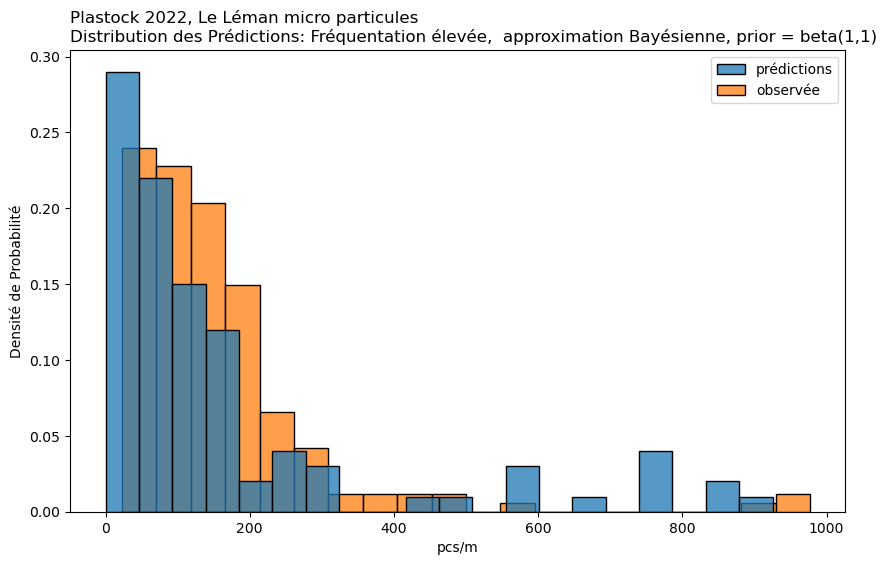 Plastock 2022, Le Léman micro particules
Distribution des Prédictions: Fréquentation élevée,  approximation Bayésienne, prior = beta(1,1)
prédictions
observée
Densité de Probabilité
0.30
0.25
0.20
0.15
0.10
0.05
0.00
0
200
400
600
800
1000
pcs/m